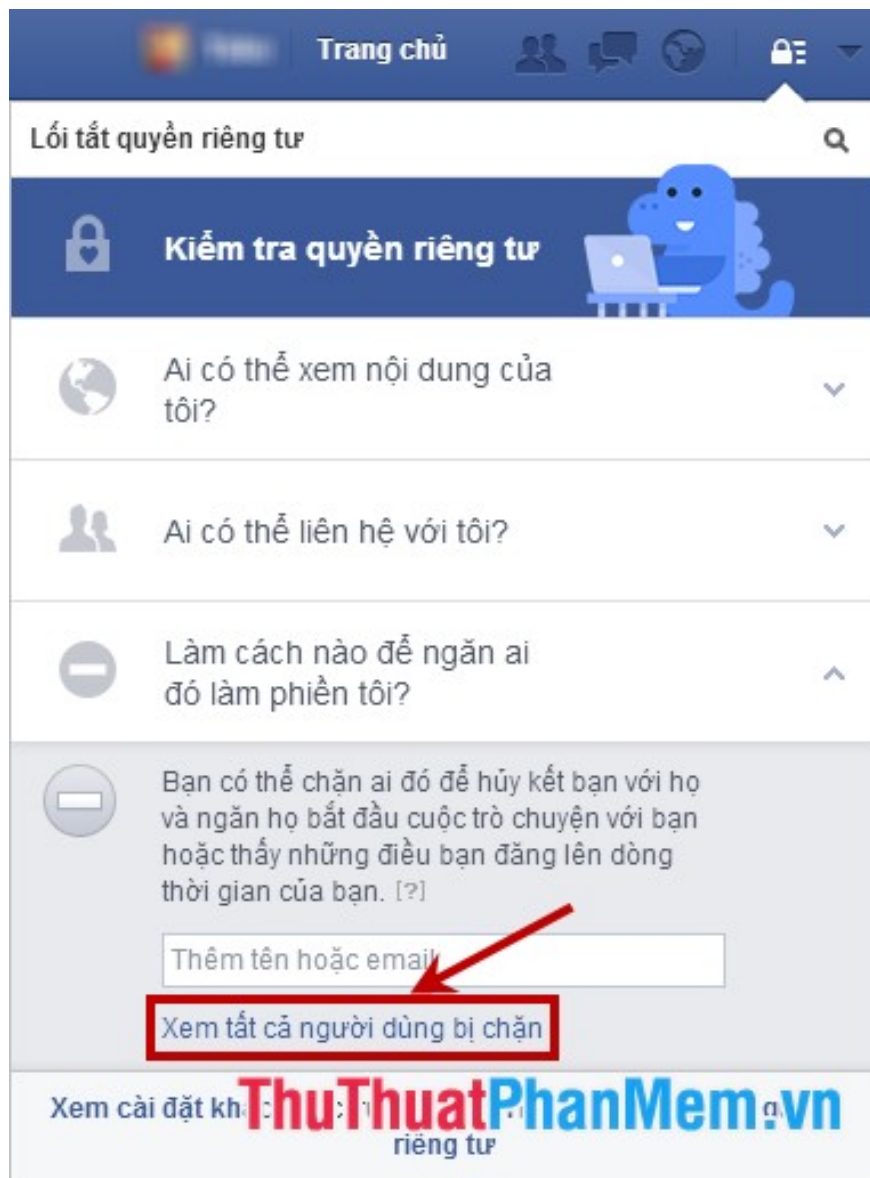 Trang chủ
Lối tắt quyền riêng tư
Kiểm tra quyền riêng tư
Ai có thể xem nội dung của
tôi?
Ai có thể liên hệ với tôi?
Làm cách nào để ngăn ai
đó làm phiền tôi?
Bạn có thể chặn ai đó để hủy kết bạn với họ
và ngăn họ bắt đầu cuộc trò chuyện với bạn
hoặc thấy những điều bạn đăng lên dòng
thời gian của bạn. [?]
Thêm tên hoặc email
Xem tất cả người dùng bị chặn
Xem cài đặt
ThuThuatPhanMem.vn
riêng tư